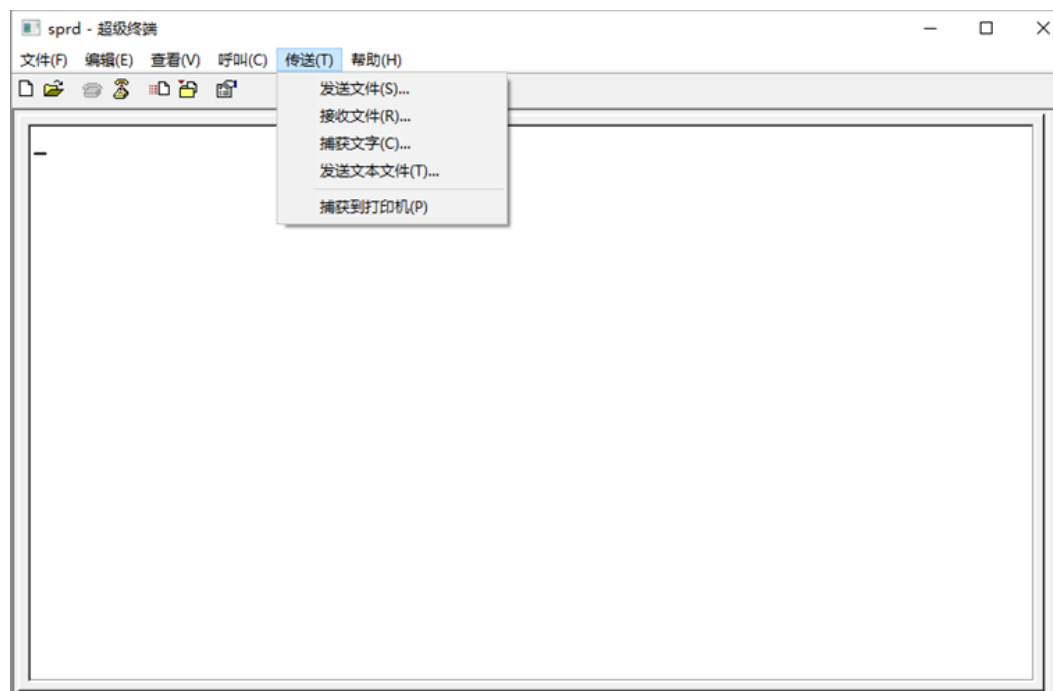 sprd - 超级终端
文件(F) 编辑(E) 查看(V) 呼叫(C) 传送(T) 帮助(H)
发送文件(S)...
接收文件(R)...
捕获文字(C)...
发送文本文件(T)...
捕获到打印机(P)